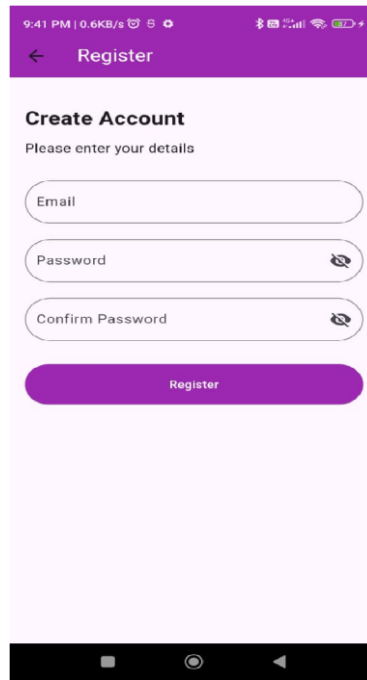 9:41 PM | 0.6KB/s
Register
Create Account
Please enter your details
Email
Password
Confirm Password
Register